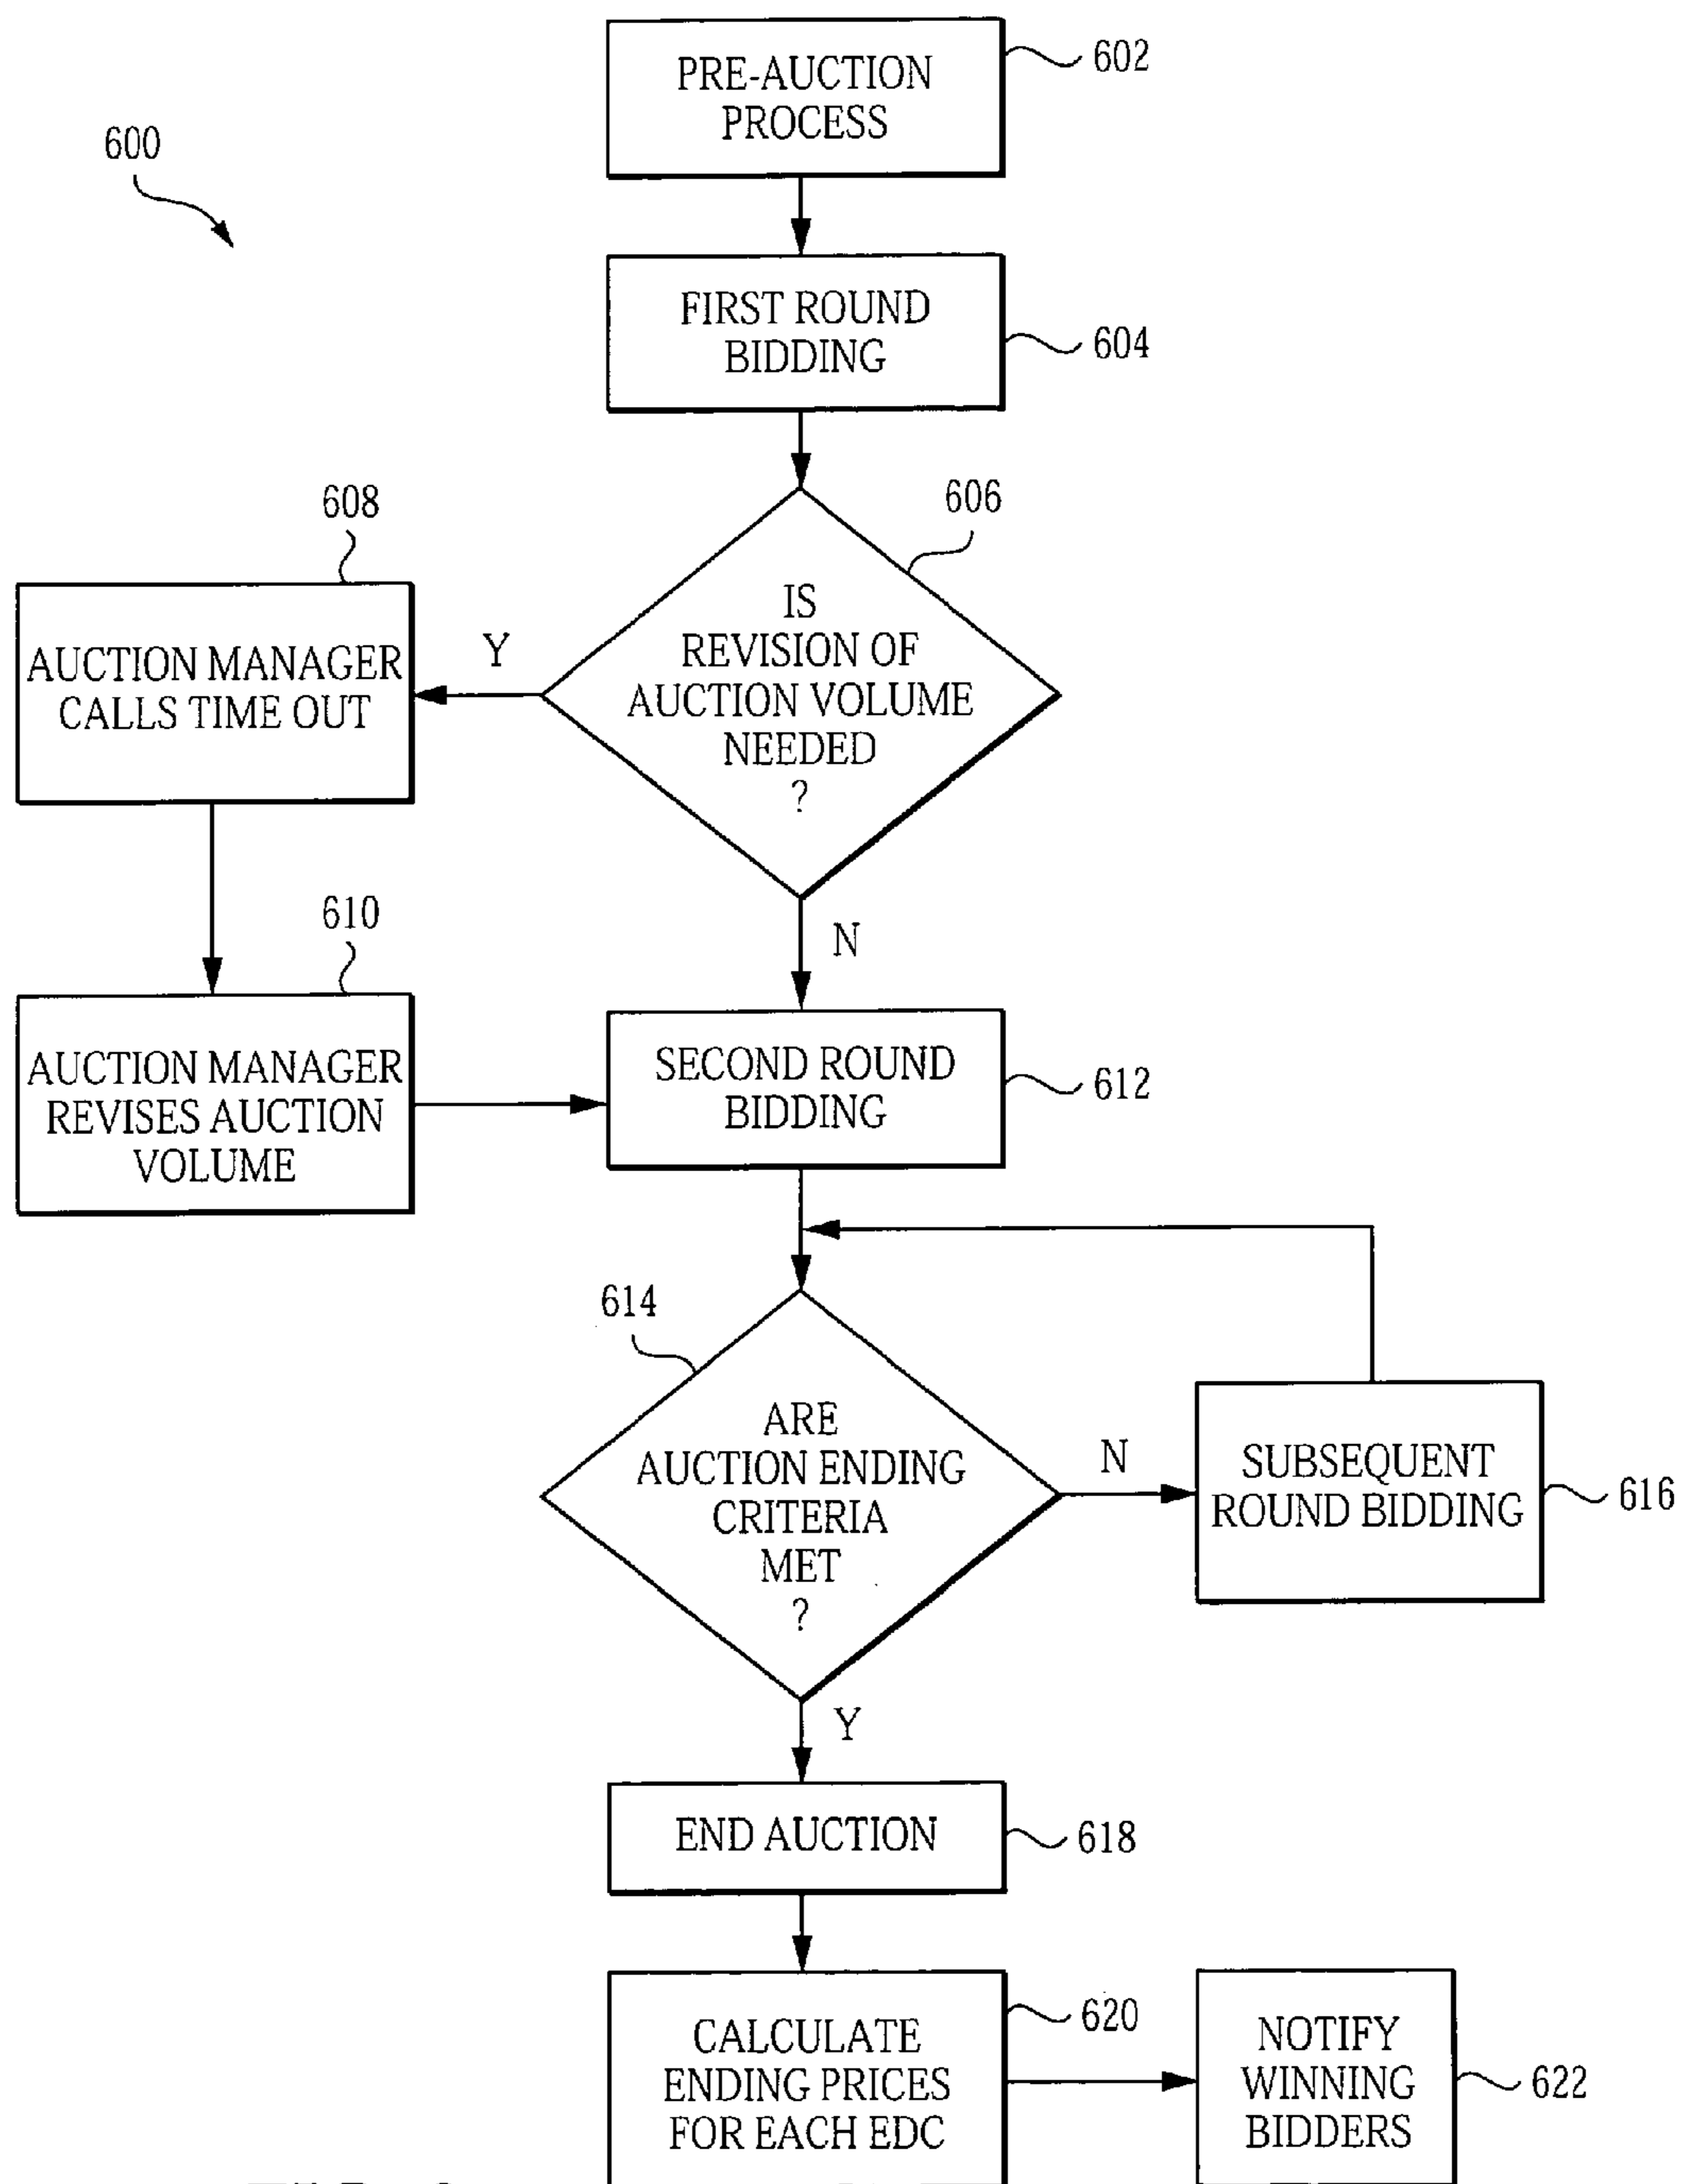 PRE-AUCTION
PROCESS
602
600
FIRST ROUND
BIDDING
604
606
608
IS
REVISION OF
AUCTION VOLUME
NEEDED
?
Y
AUCTION MANAGER
CALLS TIME OUT
N
610
AUCTION MANAGER
REVISES AUCTION
VOLUME
SECOND ROUND
BIDDING
612
614
ARE
AUCTION ENDING
CRITERIA
MET
?
N
SUBSEQUENT
ROUND BIDDING
616
Y
END AUCTION
618
CALCULATE
ENDING PRICES
FOR EACH EDC
620
NOTIFY
WINNING
BIDDERS
622